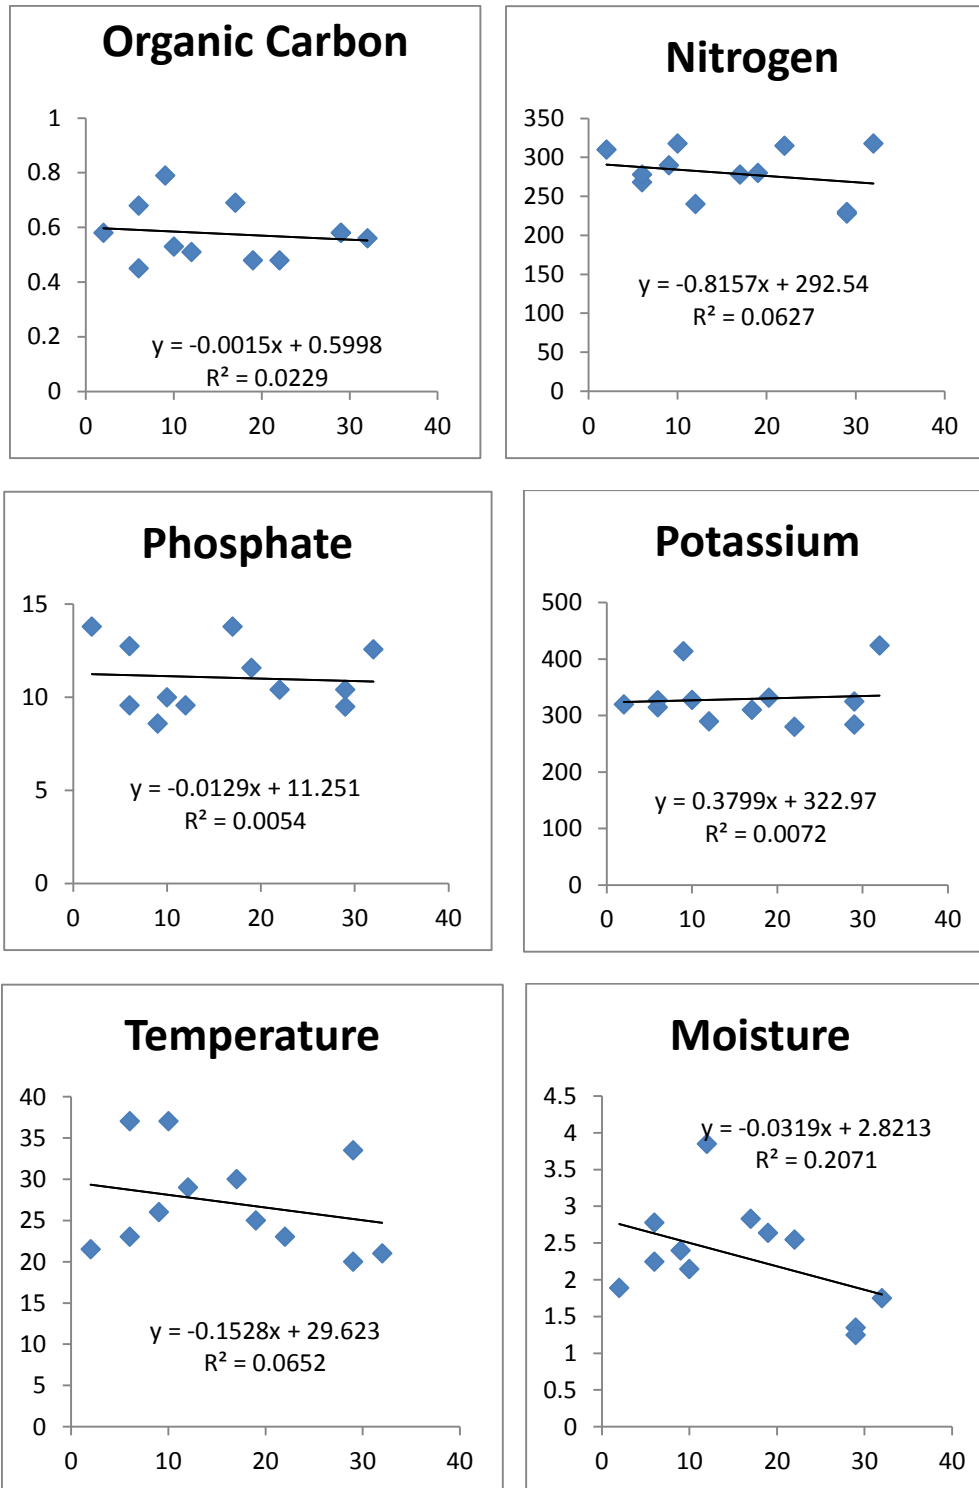 Organic Carbon
1
0.8
0.6
0.4
0.2
0
y = -0.0015x + 0.5998
R² = 0.0229
0 10 20 30 40
Nitrogen
350
300
250
200
150
100
50
0
y = -0.8157x + 292.54
R² = 0.0627
0 10 20 30 40
Phosphate
15
10
5
0
y = -0.0129x + 11.251
R² = 0.0054
0 10 20 30 40
Potassium
500
400
300
200
100
0
y = 0.3799x + 322.97
R² = 0.0072
0 10 20 30 40
Temperature
40
35
30
25
20
15
10
5
0
y = -0.1528x + 29.623
R² = 0.0652
0 10 20 30 40
Moisture
4.5
4
3.5
3
2.5
2
1.5
1
0.5
0
y = -0.0319x + 2.8213
R² = 0.2071
0 10 20 30 40